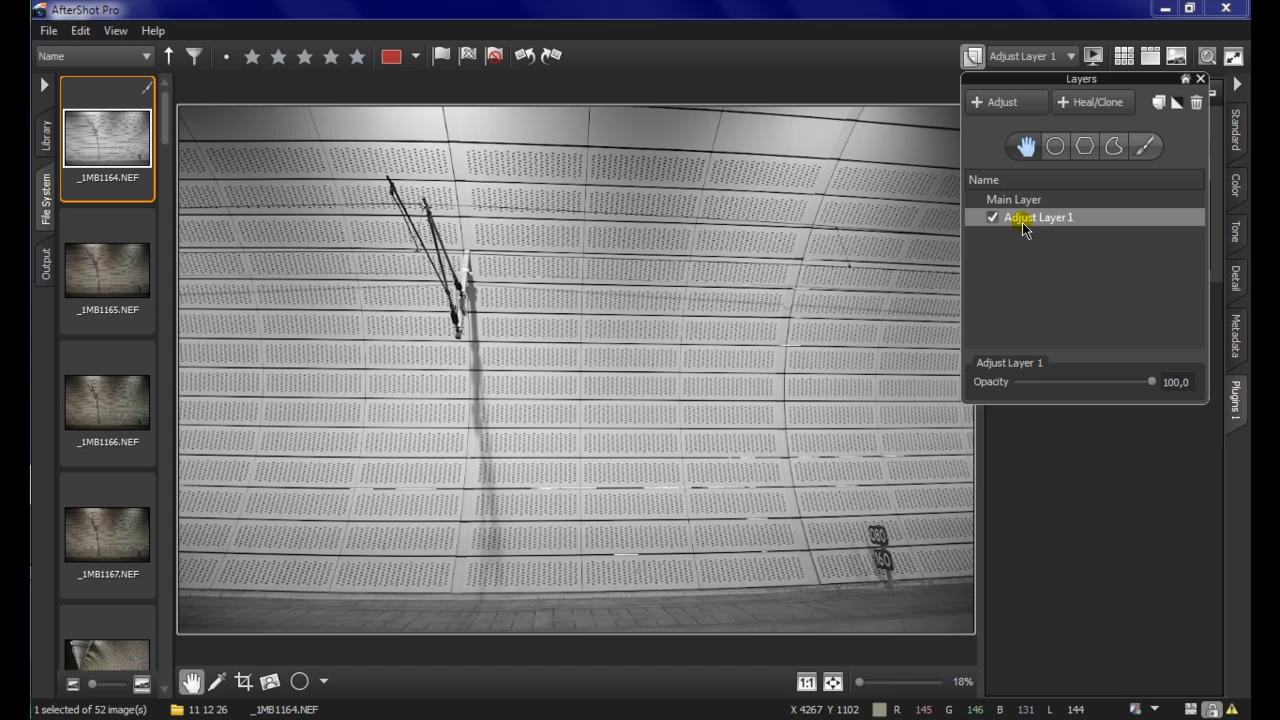 AfterShot Pro
File Edit View Help
Name
Adjust Layer 1
Layers
Adjust
Heal/Clone
Name
Main Layer
Adjust Layer 1
Adjust Layer 1
Opacity 100,0
Library
File System
Output
_1MB1164.NEF
_1MB1165.NEF
_1MB1166.NEF
_1MB1167.NEF
Standard
Color
Tone
Detail
Metadata
Plugins 1
080
160
1:1
18%
1 selected of 52 image(s)
11 12 26
_1MB1164.NEF
X 4267 Y 1102
R 145 G 146 B 131 L 144